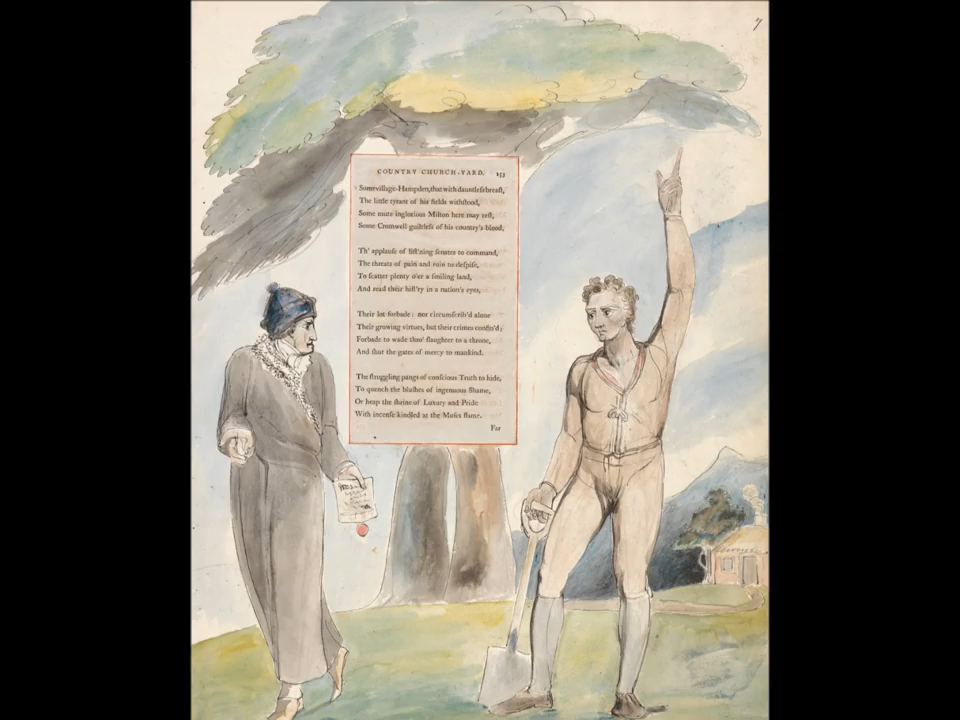 7
COUNTRY CHURCH-YARD. 153
Some village-Hampden, that with dauntleſs breaſt,
The little tyrant of his fields withſtood,
Some mute inglorious Milton here may reſt,
Some Cromwell guiltleſs of his country's blood.
Th' applauſe of liſt'ning ſenates to command,
The threats of pain and ruin to deſpiſe,
To ſcatter plenty o'er a ſmiling land,
And read their hiſt'ry in a nation's eyes,
Their lot forbade: nor circumſcrib'd alone
Their growing virtues, but their crimes confin'd;
Forbade to wade thro' ſlaughter to a throne,
And ſhut the gates of mercy to mankind.
The ſtruggling pangs of conſcious Truth to hide,
To quench the bluſhes of ingenuous Shame,
Or heap the ſhrine of Luxury and Pride
With incenſe kindled at the Muſe's flame.
Far